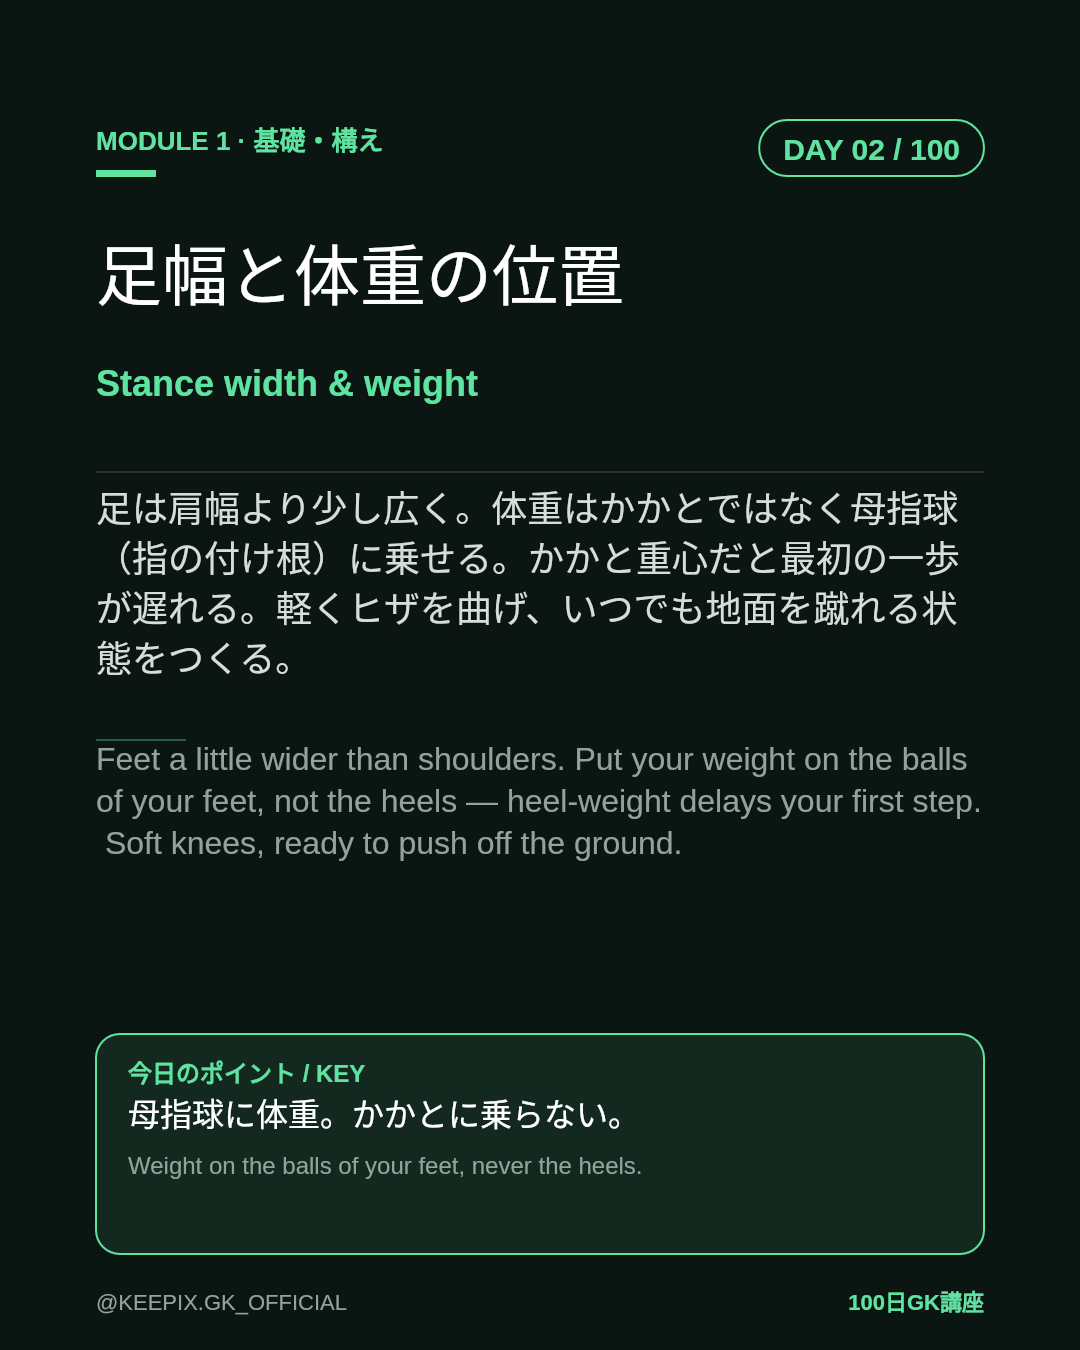 MODULE 1 · 基礎・構え
DAY 02 / 100
足幅と体重の位置
Stance width & weight
足は肩幅より少し広く。体重はかかとではなく母指球
（指の付け根）に乗せる。かかと重心だと最初の一歩
が遅れる。軽くヒザを曲げ、いつでも地面を蹴れる状
態をつくる。
Feet a little wider than shoulders. Put your weight on the balls
of your feet, not the heels — heel-weight delays your first step.
Soft knees, ready to push off the ground.
今日のポイント / KEY
母指球に体重。かかとに乗らない。
Weight on the balls of your feet, never the heels.
@KEEPIX.GK_OFFICIAL
100日GK講座